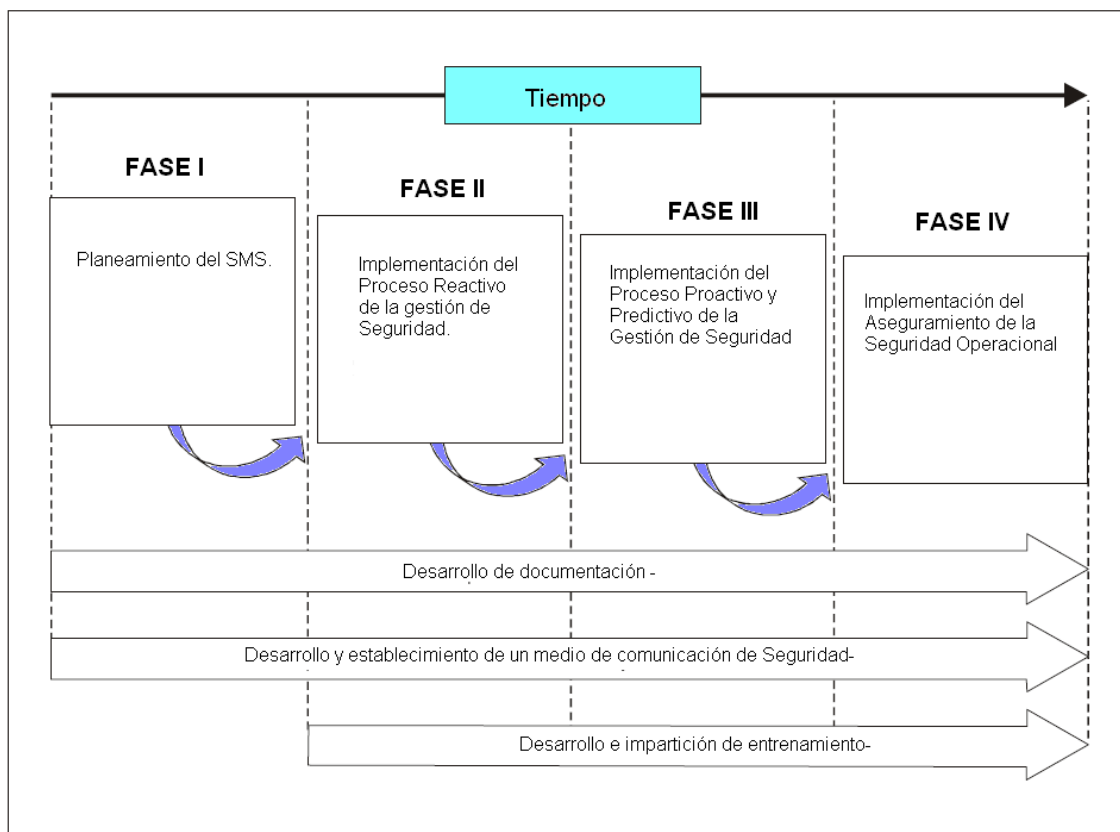 Tiempo
FASE I
FASE II
FASE III
FASE IV
Planeamiento del SMS.
Implementación del
Proceso Reactivo
de la gestión de
Seguridad.
Implementación del
Proceso Proactivo y
Predictivo de la
Gestión de Seguridad
Implementación del
Aseguramiento de la
Seguridad Operacional
Desarrollo de documentación -
Desarrollo y establecimiento de un medio de comunicación de Seguridad-
Desarrollo e impartición de entrenamiento-